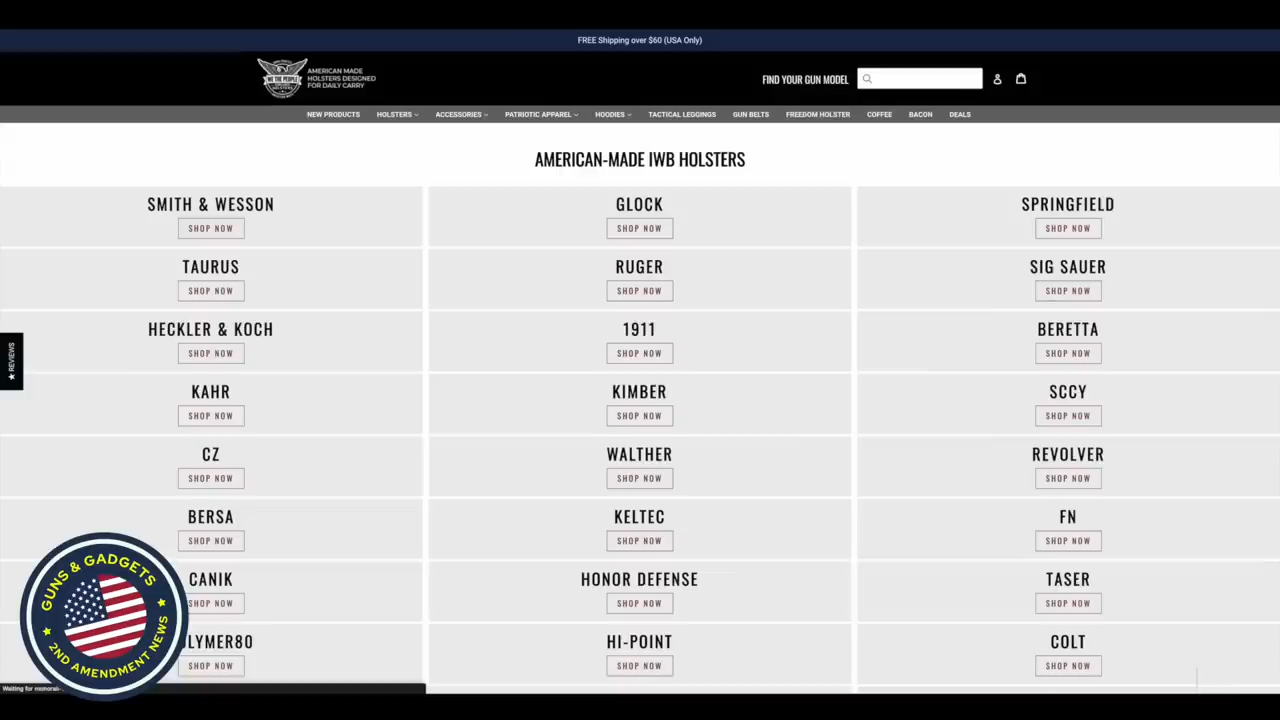 FREE Shipping over $60 (USA Only)
WE THE PEOPLE
HOLSTERS
AMERICAN MADE
HOLSTERS DESIGNED
FOR DAILY CARRY
FIND YOUR GUN MODEL
NEW PRODUCTS HOLSTERS ACCESSORIES PATRIOTIC APPAREL HOODIES TACTICAL LEGGINGS GUN BELTS FREEDOM HOLSTER COFFEE BACON DEALS
AMERICAN-MADE IWB HOLSTERS
SMITH & WESSON GLOCK SPRINGFIELD
SHOP NOW SHOP NOW SHOP NOW
TAURUS RUGER SIG SAUER
SHOP NOW SHOP NOW SHOP NOW
HECKLER & KOCH 1911 BERETTA
SHOP NOW SHOP NOW SHOP NOW
★ REVIEWS
KAHR KIMBER SCCY
SHOP NOW SHOP NOW SHOP NOW
CZ WALTHER REVOLVER
SHOP NOW SHOP NOW SHOP NOW
BERSA KELTEC FN
SHOP NOW SHOP NOW SHOP NOW
CANIK HONOR DEFENSE TASER
SHOP NOW SHOP NOW SHOP NOW
LYMER80 HI-POINT COLT
SHOP NOW SHOP NOW SHOP NOW
GUNS & GADGETS
2ND AMENDMENT NEWS
Waiting for